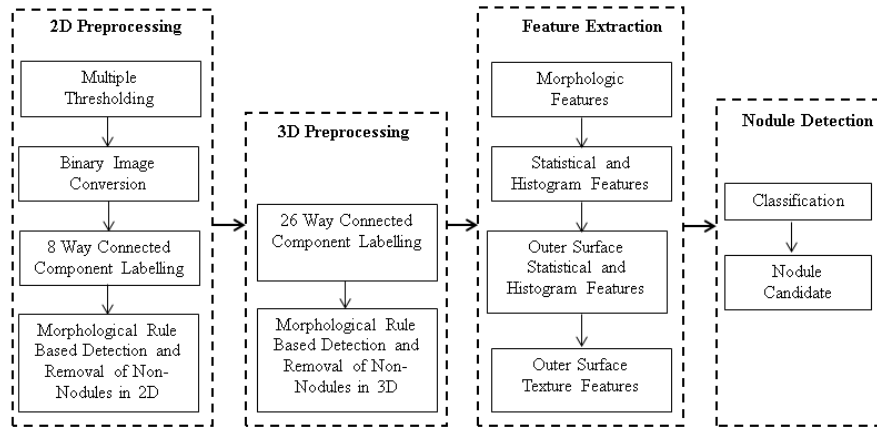 2D Preprocessing
Multiple
Thresholding
Binary Image
Conversion
8 Way Connected
Component Labelling
Morphological Rule
Based Detection and
Removal of Non-
Nodules in 2D
3D Preprocessing
26 Way Connected
Component Labelling
Morphological Rule
Based Detection and
Removal of Non-
Nodules in 3D
Feature Extraction
Morphologic
Features
Statistical and
Histogram Features
Outer Surface
Statistical and
Histogram Features
Outer Surface
Texture Features
Nodule Detection
Classification
Nodule
Candidate